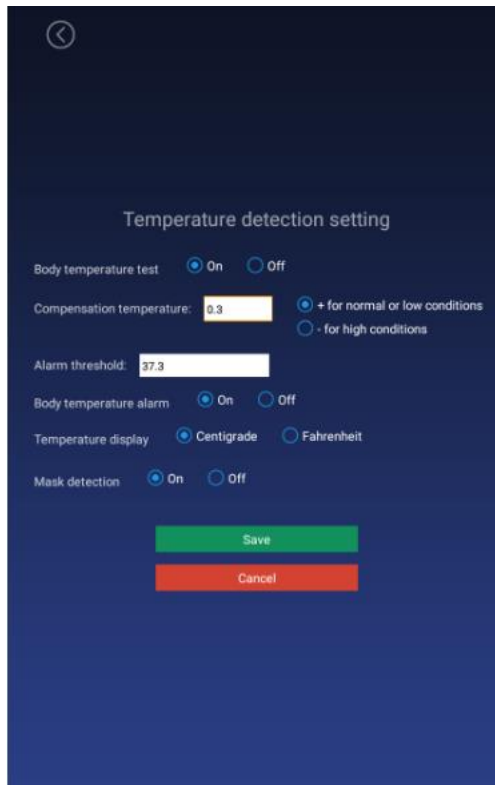 Temperature detection setting
Body temperature test On Off
Compensation temperature: 0.3 + for normal or low conditions
- for high conditions
Alarm threshold: 37.3
Body temperature alarm On Off
Temperature display Centigrade Fahrenheit
Mask detection On Off
Save
Cancel